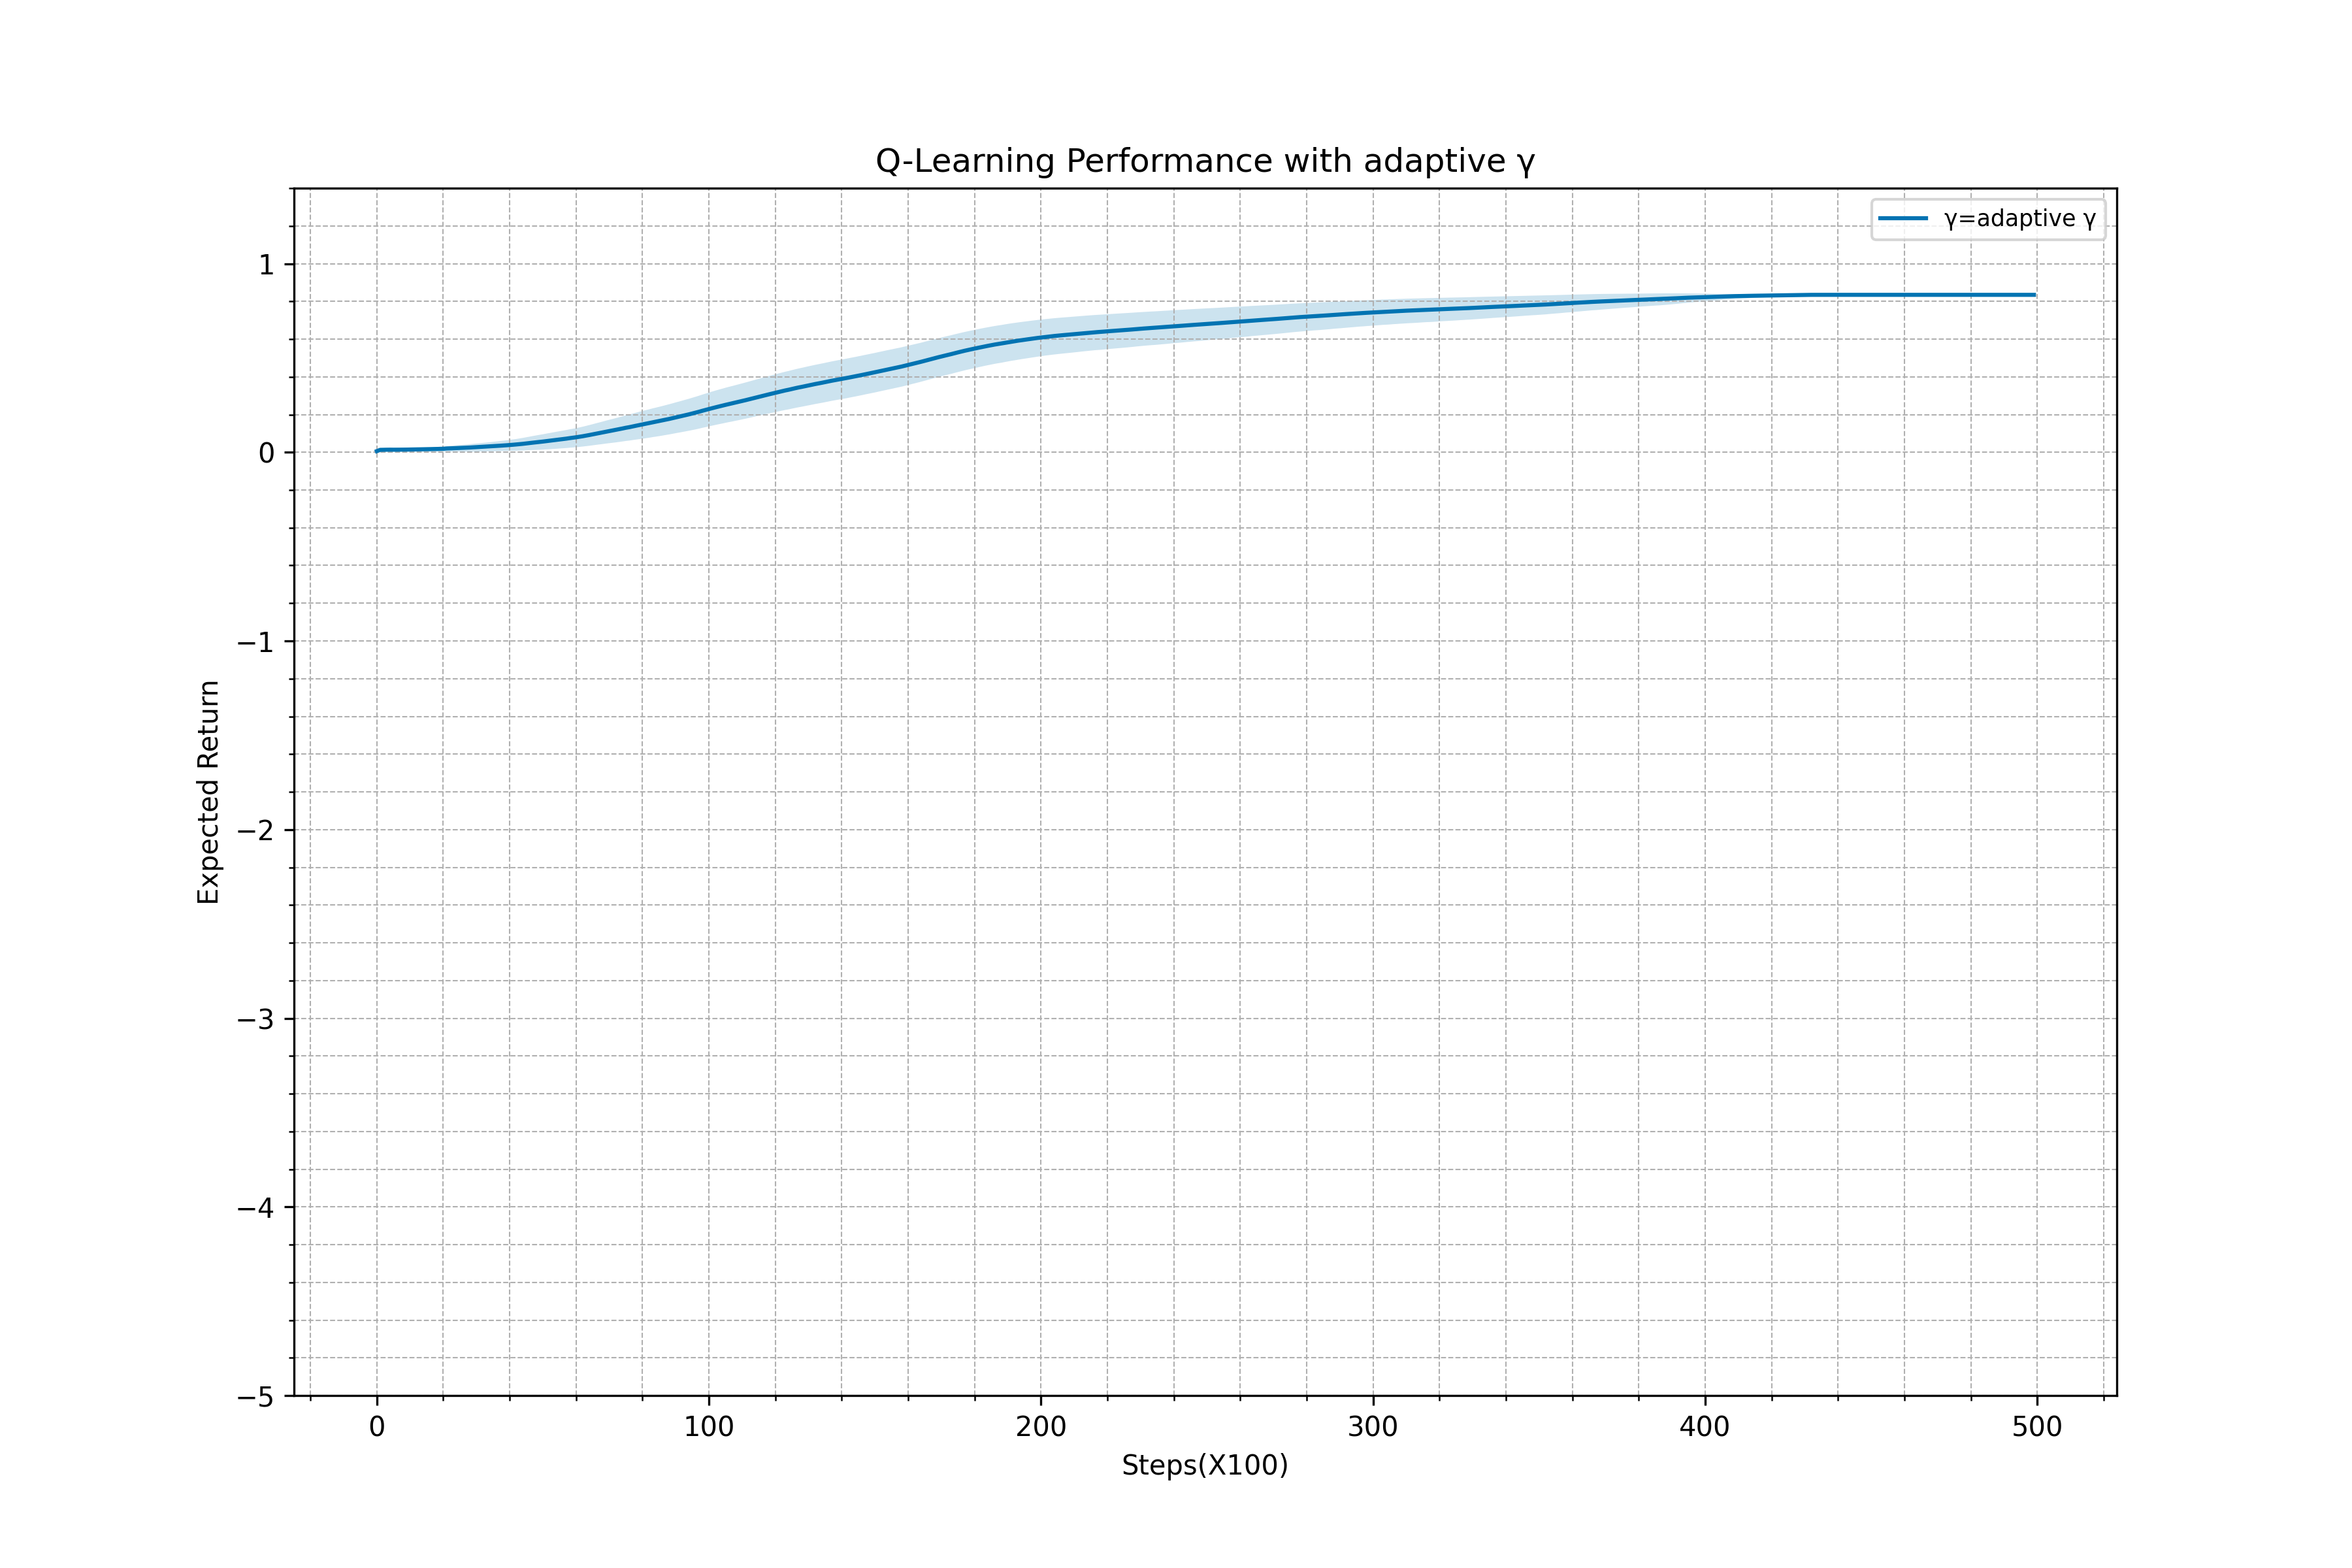 Q-Learning Performance with adaptive γ
γ=adaptive γ
1
0
−1
−2
−3
−4
−5
Expected Return
0 100 200 300 400 500
Steps(X100)